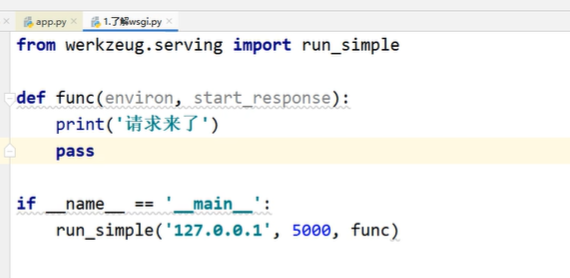 app.py × 1.了解wsgi.py ×
from werkzeug.serving import run_simple
def func(environ, start_response):
    print('请求来了')
    pass
if __name__ == '__main__':
    run_simple('127.0.0.1', 5000, func)